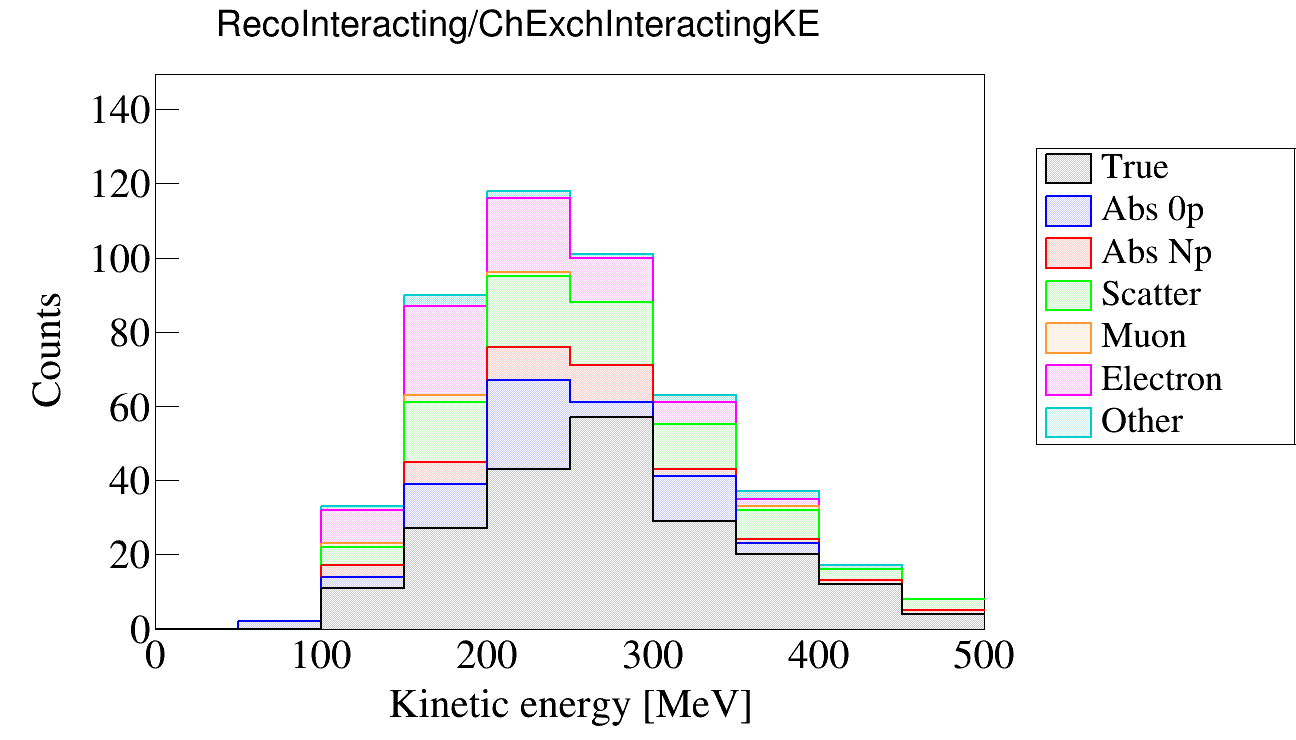 RecoInteracting/ChExchInteractingKE
140
120
100
80
60
40
20
0
Counts
0 100 200 300 400 500
Kinetic energy [MeV]
True
Abs 0p
Abs Np
Scatter
Muon
Electron
Other